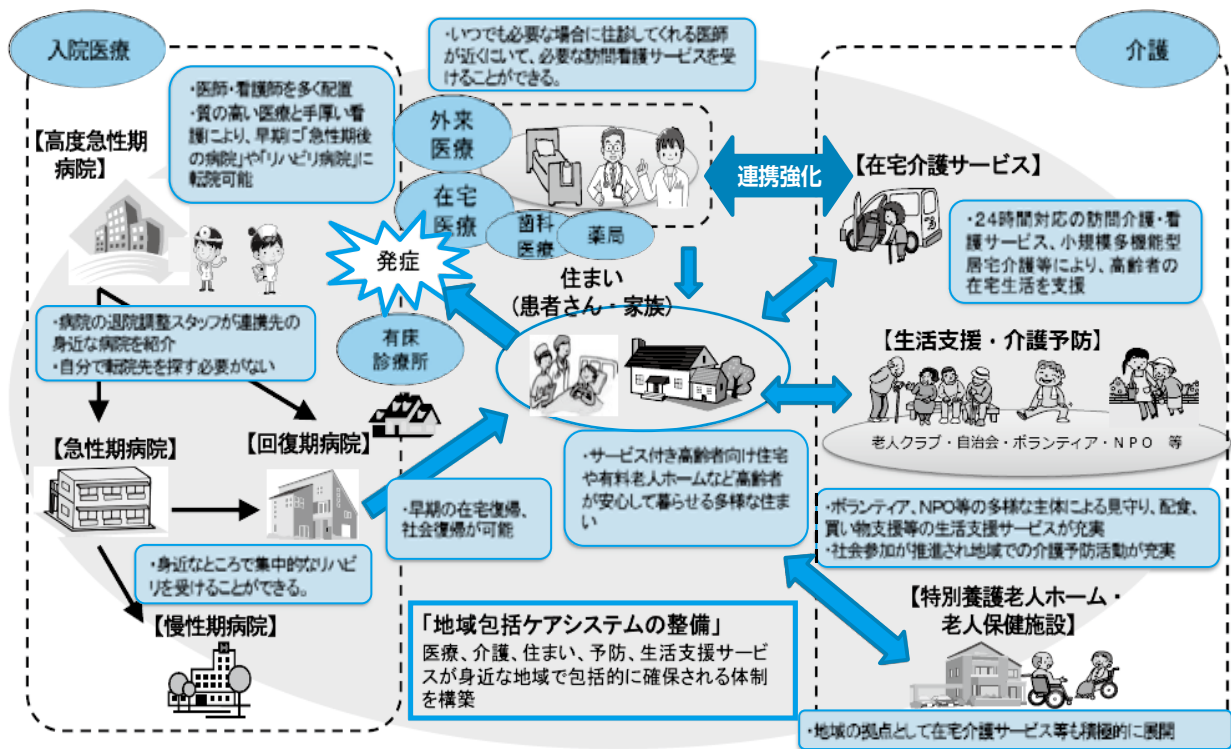 入院医療
・医師・看護師を多く配置
・質の高い医療と手厚い看
護により、早期に「急性期後
の病院」や「リハビリ病院」に
転院可能
【高度急性期
病院】
・病院の退院調整スタッフが連携先の
身近な病院を紹介
・自分で転院先を探す必要がない
【急性期病院】
【回復期病院】
・身近なところで集中的なリハビ
リを受けることができる。
【慢性期病院】
・いつでも必要な場合に往診してくれる医師
が近くにいて、必要な訪問看護サービスを受
けることができる。
外来
医療
在宅
医療
歯科
医療
薬局
発症
有床
診療所
住まい
(患者さん・家族)
・早期の在宅復帰、
社会復帰が可能
・サービス付き高齢者向け住宅
や有料老人ホームなど高齢者
が安心して暮らせる多様な住ま
い
「地域包括ケアシステムの整備」
医療、介護、住まい、予防、生活支援サービ
スが身近な地域で包括的に確保される体制
を構築
連携強化
介護
【在宅介護サービス】
・24時間対応の訪問介護・看
護サービス、小規模多機能型
居宅介護等により、高齢者の
在宅生活を支援
【生活支援・介護予防】
老人クラブ・自治会・ボランティア・NPO 等
・ボランティア、NPO等の多様な主体による見守り、配食、
買い物支援等の生活支援サービスが充実
・社会参加が推進され地域での介護予防活動が充実
【特別養護老人ホーム・
老人保健施設】
・地域の拠点として在宅介護サービス等も積極的に展開